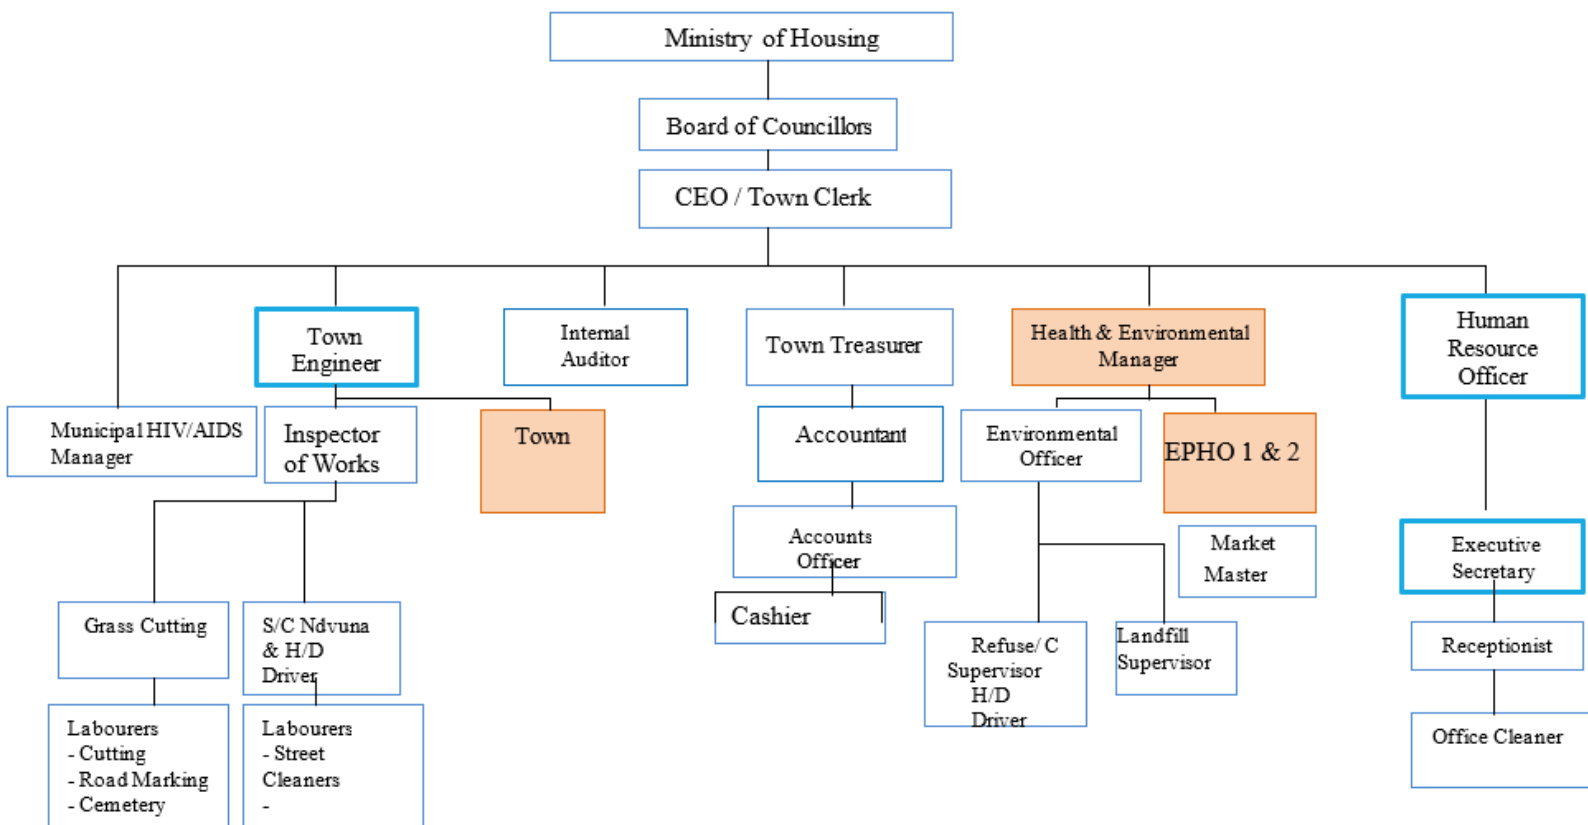 Ministry of Housing
Board of Councillors
CEO / Town Clerk
Town
Engineer
Internal
Auditor
Town Treasurer
Health & Environmental
Manager
Human
Resource
Officer
Municipal HIV/AIDS
Manager
Inspector
of Works
Town
Accountant
Environmental
Officer
EPHO 1 & 2
Accounts
Officer
Cashier
Market
Master
Executive
Secretary
Grass Cutting
S/C Ndvuna
& H/D
Driver
Refuse/ C
Supervisor
H/D
Driver
Landfill
Supervisor
Receptionist
Labourers
- Cutting
- Road Marking
- Cemetery
Labourers
- Street
Cleaners
-
Office Cleaner